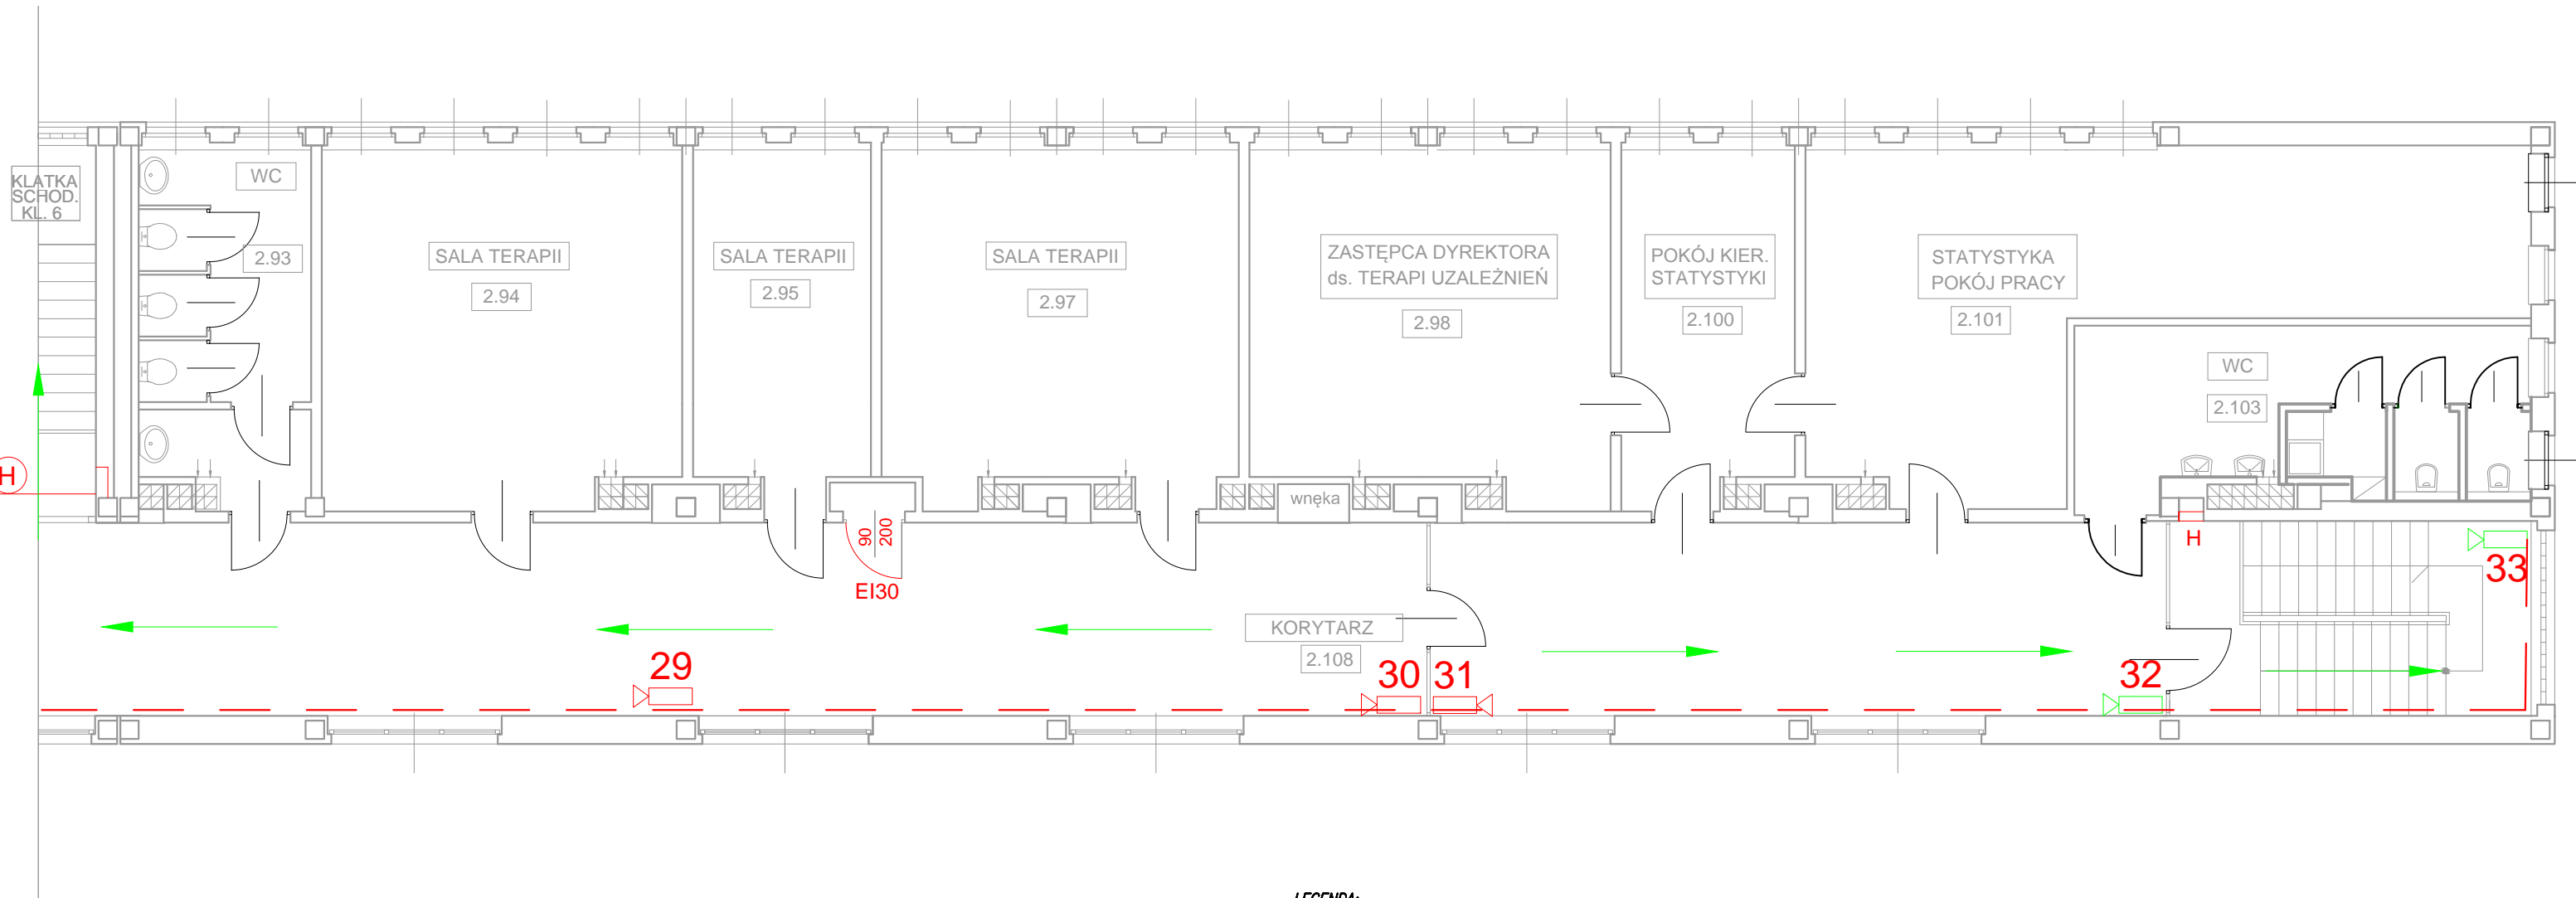 KLATKA
SCHOD.
KL. 6
WC
2.93
SALA TERAPII
2.94
SALA TERAPII
2.95
SALA TERAPII
2.97
ZASTĘPCA DYREKTORA
ds. TERAPI UZALEŻNIEŃ
2.98
POKÓJ KIER.
STATYSTYKI
2.100
STATYSTYKA
POKÓJ PRACY
2.101
WC
2.103
H
wnęka
90
200
EI30
H
33
KORYTARZ
2.108
29
30
31
32
LEGENDA: